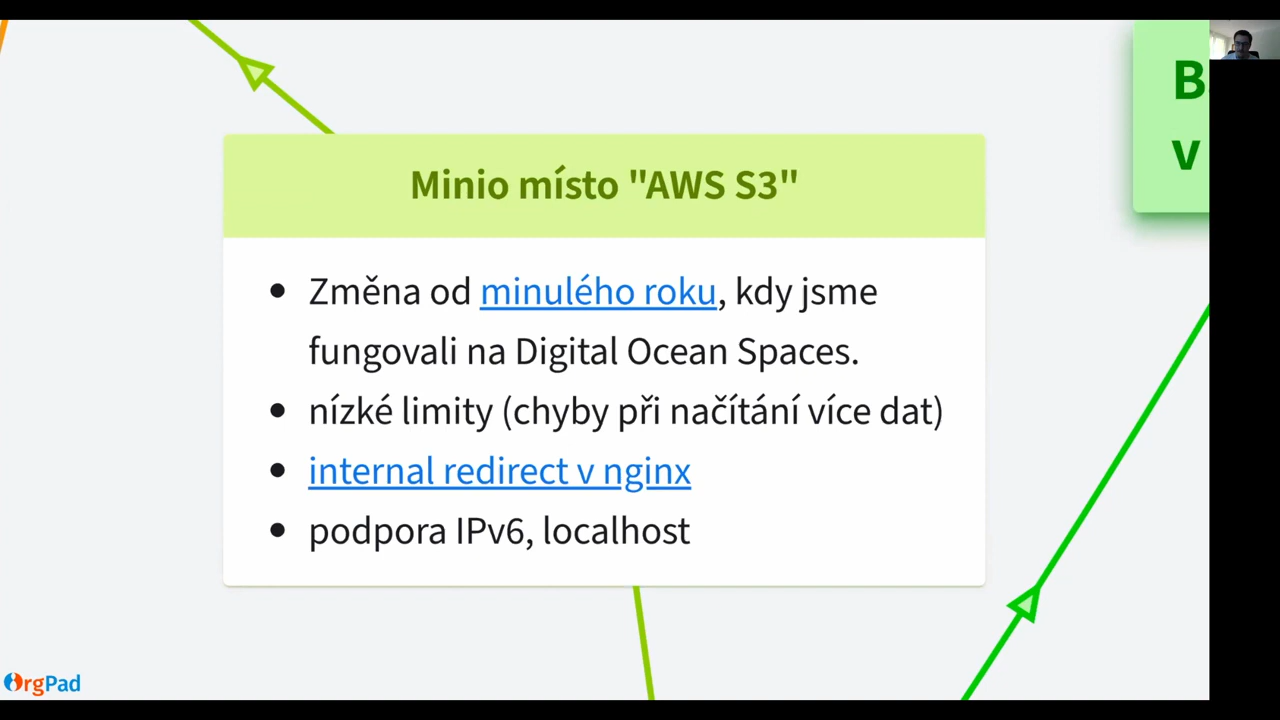 Minio místo "AWS S3"
B
v
Změna od minulého roku, kdy jsme
fungovali na Digital Ocean Spaces.
nízké limity (chyby při načítání více dat)
internal redirect v nginx
podpora IPv6, localhost
OrgPad